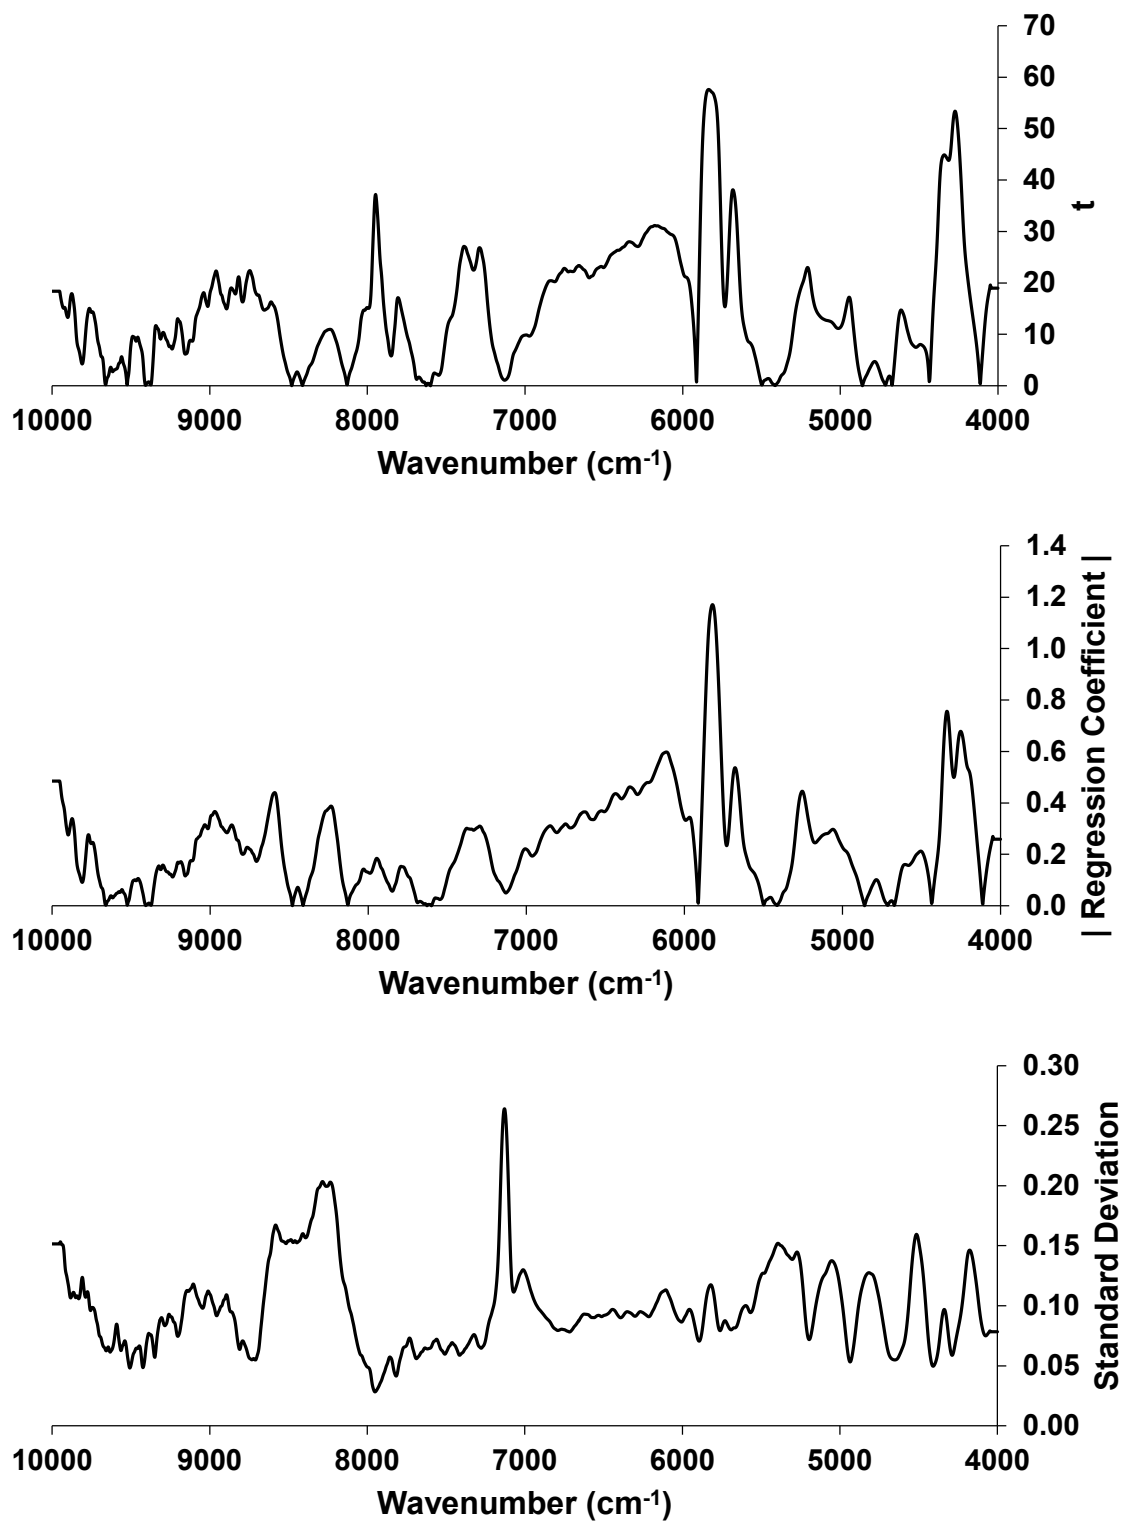 70
60
50
40
30
20
10
0
t
10000 9000 8000 7000 6000 5000 4000
Wavenumber (cm-1)
1.4
1.2
1.0
0.8
0.6
0.4
0.2
0.0
| Regression Coefficient |
10000 9000 8000 7000 6000 5000 4000
Wavenumber (cm-1)
0.30
0.25
0.20
0.15
0.10
0.05
0.00
Standard Deviation
10000 9000 8000 7000 6000 5000 4000
Wavenumber (cm-1)